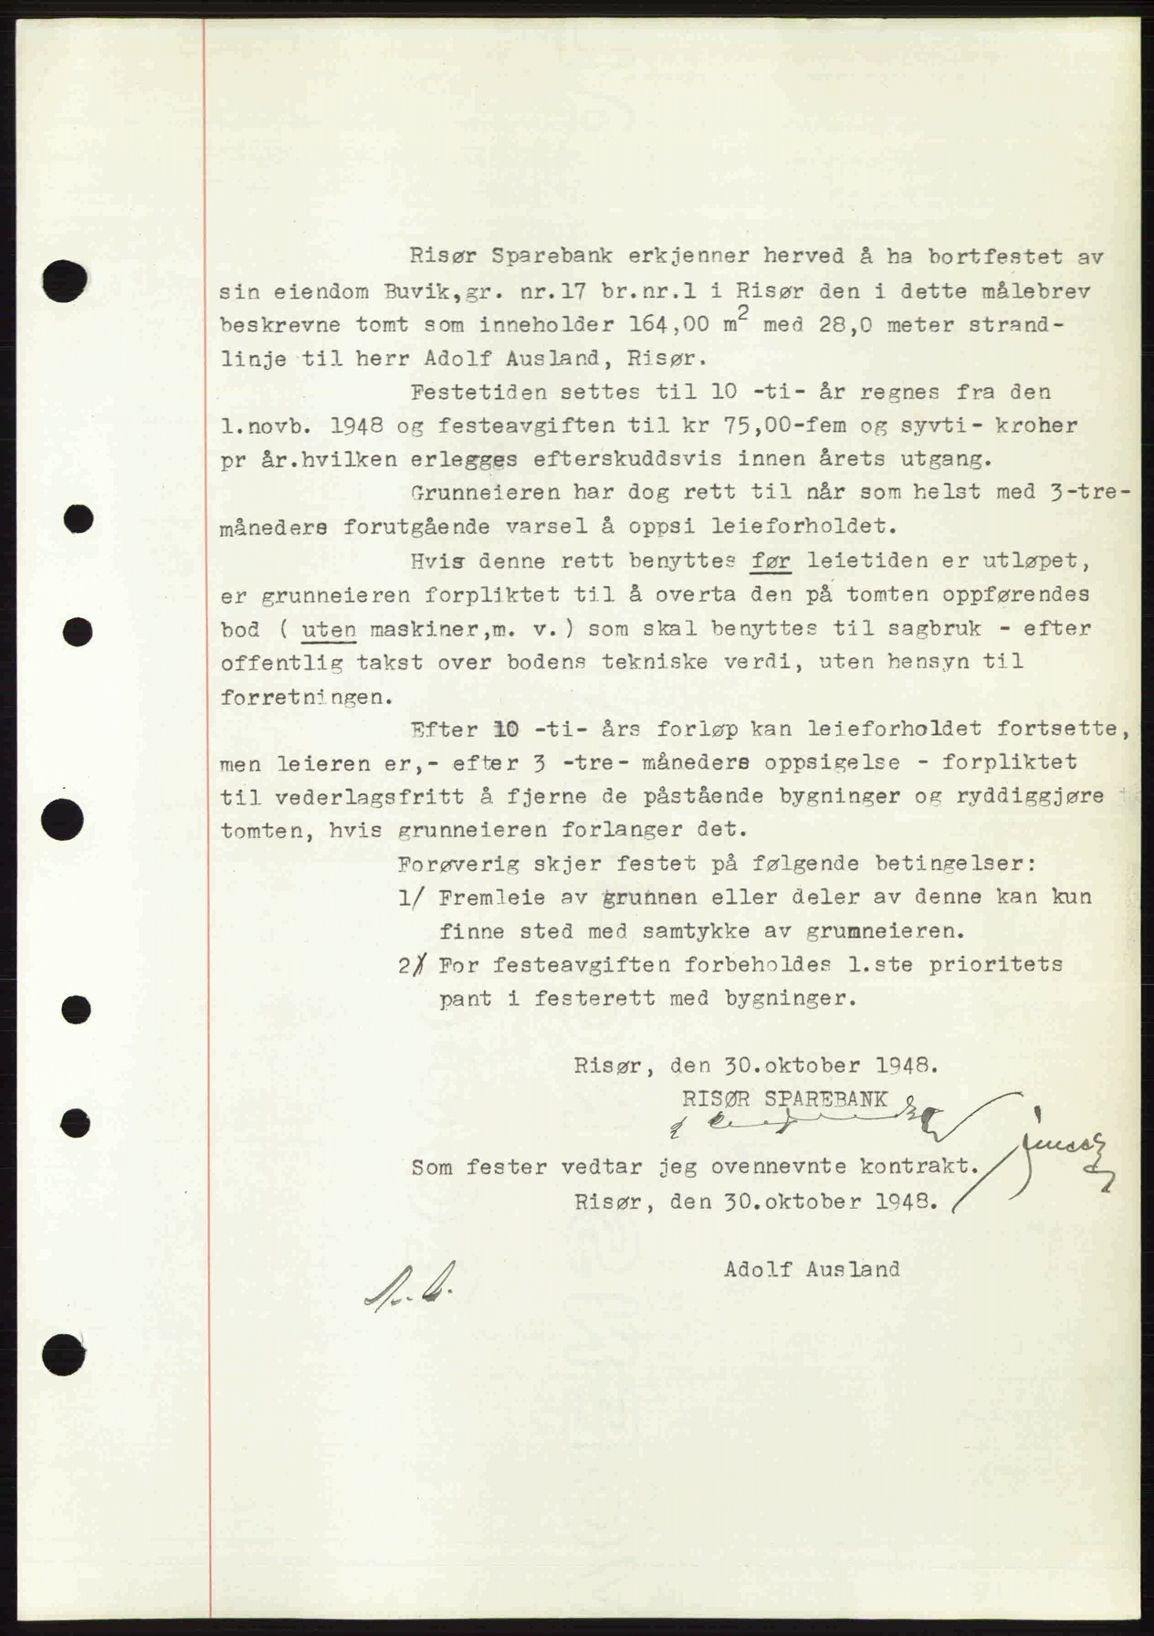 Risør Sparebank erkjenner herved å ha bortfestet av
sin eiendom Buvik,gr. nr.17 br.nr.1 i Risør den i dette målebrev
beskrevne tomt som inneholder 164,00 m2 med 28,0 meter strand-
linje til herr Adolf Ausland, Risør.
Festetiden settes til 10 -ti- år regnes fra den
1.novb. 1948 og festeavgiften til kr 75,00-fem og syvti- kroher
pr år.hvilken erlegges efterskuddsvis innen årets utgang.
Grunneieren har dog rett til når som helst med 3-tre-
måneders forutgående varsel å oppsi leieforholdet.
Hvis denne rett benyttes før leietiden er utløpet,
er grunneieren forpliktet til å overta den på tomten oppførendes
bod ( uten maskiner,m. v.) som skal benyttes til sagbruk - efter
offentlig takst over bodens tekniske verdi, uten hensyn til
forretningen.
Efter 10 -ti- års forløp kan leieforholdet fortsette,
men leieren er,- efter 3 -tre- måneders oppsigelse - forpliktet
til vederlagsfritt å fjerne de påstående bygninger og ryddiggjøre
tomten, hvis grunneieren forlanger det.
Forøverig skjer festet på følgende betingelser:
1/ Fremleie av grunnen eller deler av denne kan kun
finne sted med samtykke av grunneieren.
2/ For festeavgiften forbeholdes 1.ste prioritets
pant i festerett med bygninger.
Risør, den 30.oktober 1948.
RISØR SPAREBANK
Som fester vedtar jeg ovennevnte kontrakt.
Risør, den 30.oktober 1948.
Adolf Ausland